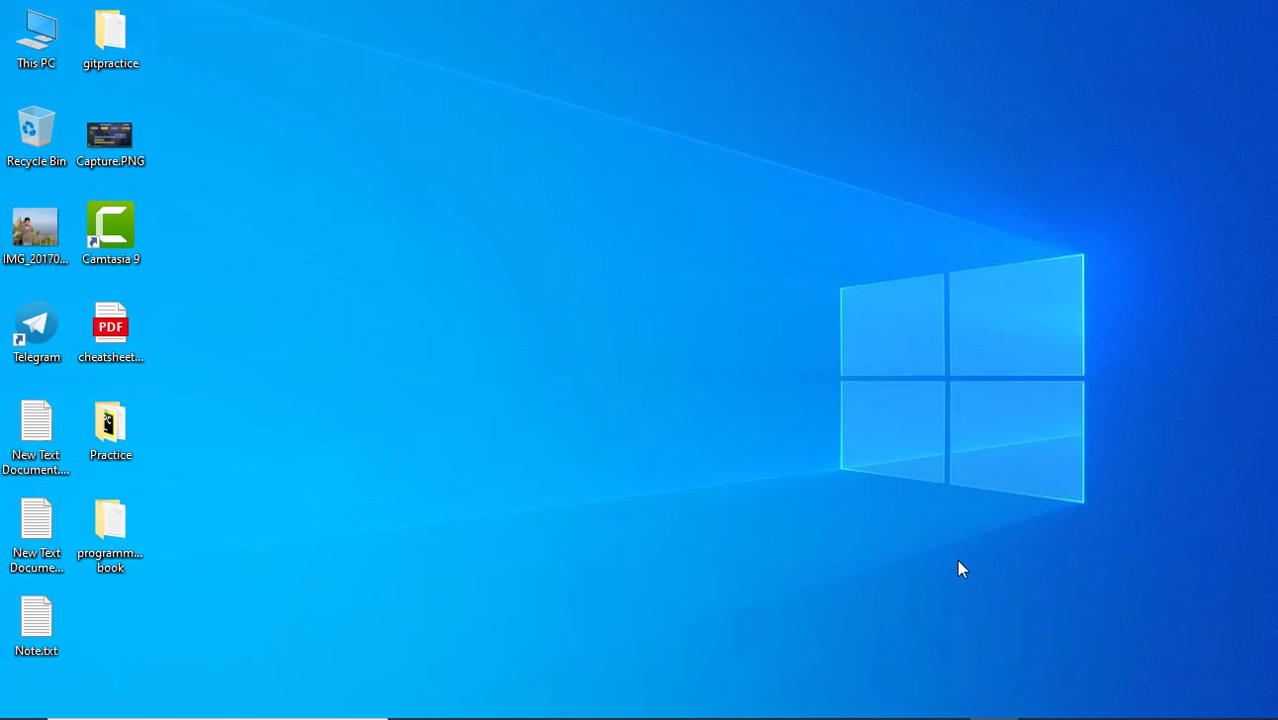 This PC
gitpractice
Recycle Bin
Capture.PNG
IMG_20170...
Camtasia 9
Telegram
PDF
cheatsheet...
New Text
Document....
PC
Practice
New Text
Docume...
programm...
book
Note.txt